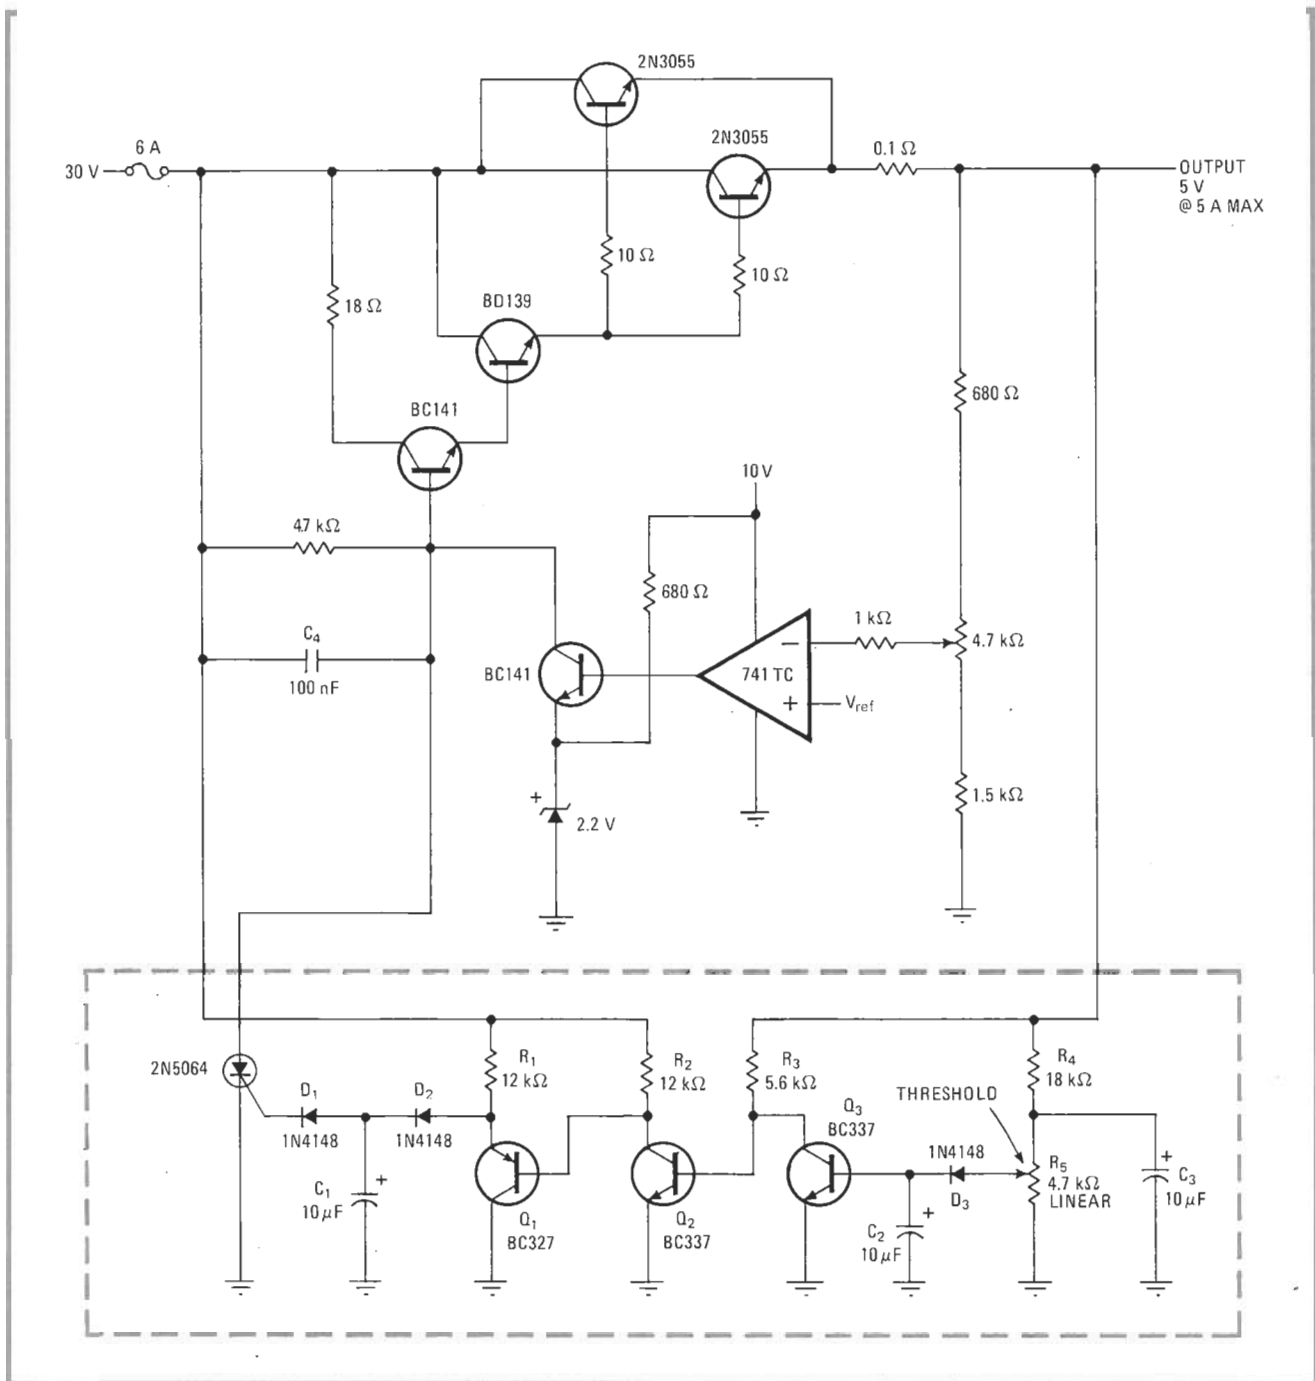 2N3055
6 A
2N3055
0.1 Ω
30 V
OUTPUT
5 V
@ 5 A MAX
10 Ω
10 Ω
18 Ω
BD139
680 Ω
BC141
10 V
4.7 kΩ
680 Ω
1 kΩ
C4
4.7 kΩ
BC141
741 TC
−
+
Vref
100 nF
+
2.2 V
1.5 kΩ
2N5064
R1
12 kΩ
R2
12 kΩ
R3
5.6 kΩ
R4
18 kΩ
D1
D2
THRESHOLD
Q3
BC337
1N4148
1N4148
1N4148
R5
4.7 kΩ
LINEAR
+
C3
10 µF
D3
C1
10 µF
+
Q1
BC327
Q2
BC337
C2
10 µF
+